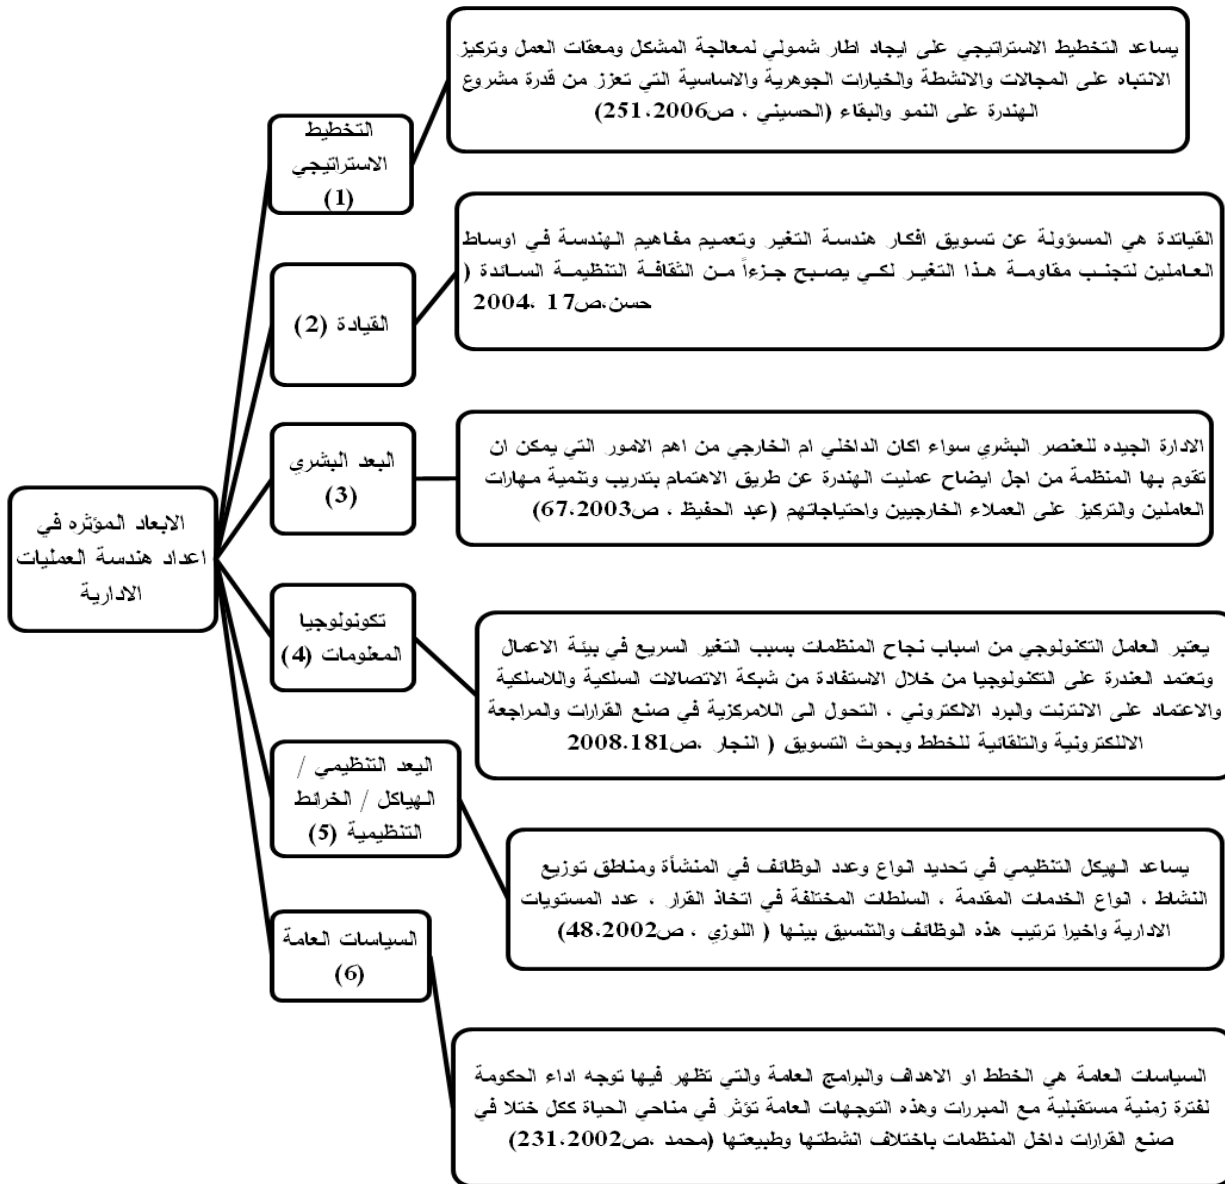 الابعاد المؤثره في
اعداد هندسة العمليات
الادارية
التخطيط
الاستراتيجي
(1)
يساعد التخطيط الاستراتيجي على ايجاد اطار شمولي لمعالجة المشكل ومعقات العمل وتركيز
الانتباه على المجالات والانشطة والخيارات الجوهرية والاساسية التي تعزز من قدرة مشروع
الهندرة على النمو والبقاء (الحسيني ، ص251،2006)
القيادة (2)
القياتدة هي المسؤولة عن تسويق افكار هندسة التغير وتعميم مفاهيم الهندسة في اوساط
العاملين لتجنب مقاومة هذا التغير لكي يصبح جزءاً من الثقافة التنظيمة السائدة (
حسن،ص17 ،2004
البعد البشري
(3)
الادارة الجيده للعنصر البشري سواء اكان الداخلي ام الخارجي من اهم الامور التي يمكن ان
تقوم بها المنظمة من اجل ايضاح عمليت الهندرة عن طريق الاهتمام بتدريب وتنمية مهارات
العاملين والتركيز على العملاء الخارجيين واحتياجاتهم (عبد الحفيظ ، ص67،2003)
تكونولوجيا
المعلومات (4)
يعتبر العامل التكنولوجي من اسباب نجاح المنظمات بسبب التغير السريع في بيئة الاعمال
وتعتمد العندرة على التكنولوجيا من خلال الاستفادة من شبكة الاتصالات السلكية واللاسلكية
والاعتماد على الانترنت والبرد الالكتروني ، التحول الى اللامركزية في صنع القرارات والمراجعة
الاللكترونية والتلقائية للخطط وبحوث التسويق ( النجار ،ص2008،181
اليعد التنظيمي /
الهياكل / الخرائط
التنظيمية (5)
يساعد الهيكل التنظيمي في تحديد انواع وعدد الوظائف في المنشأة ومناطق توزيع
النشاط ، انواع الخدمات المقدمة ، السلطات المختلفة في اتخاذ القرار ، عدد المستويات
الادارية واخيرا ترتيب هذه الوظائف والتنسيق بينها ( اللوزي ، ص48،2002)
السياسات العامة
(6)
السياسات العامة هي الخطط او الاهداف والبرامج العامة والتي تظهر فيها توجه اداء الحكومة
لفترة زمنية مستقبلية مع المبررات وهذه التوجهات العامة تؤثر في مناحي الحياة ككل ختلا في
صنع القرارات داخل المنظمات باختلاف انشطتها وطبيعتها (محمد ،ص231،2002)